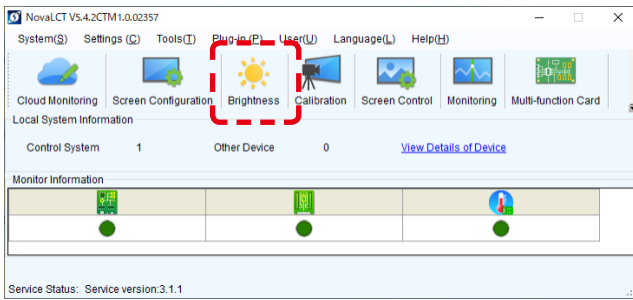 NovaLCT V5.4.2CTM1.0.02357
System(S) Settings (C) Tools(T) Plug-in (P) User(U) Language(L) Help(H)
Cloud Monitoring Screen Configuration Brightness Calibration Screen Control Monitoring Multi-function Card
Local System Information
Control System 1 Other Device 0 View Details of Device
Monitor Information
Service Status: Service version:3.1.1